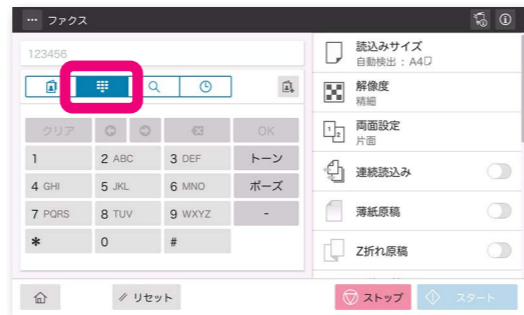 … ファクス
123456
クリア
OK
1
2 ABC
3 DEF
トーン
4 GHI
5 JKL
6 MNO
ポーズ
7 PQRS
8 TUV
9 WXYZ
-
*
0
#
リセット
読込みサイズ
自動検出 : A4
解像度
精細
両面設定
片面
連続読込み
薄紙原稿
Z折れ原稿
ストップ
スタート